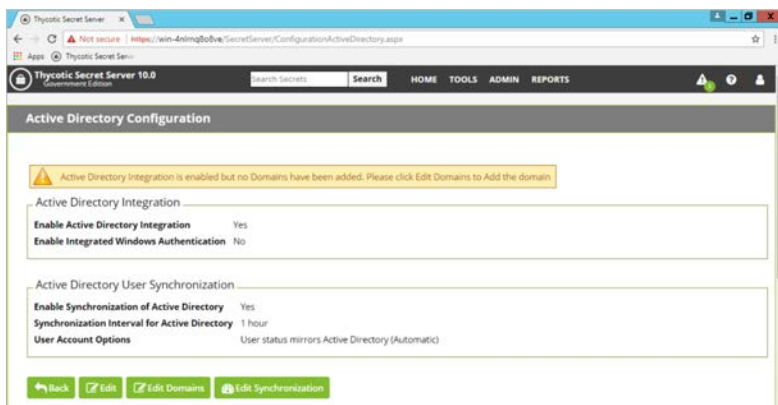 Thycotic Secret Server
Not secure | https://win-4nlmq8o8ve/SecretServer/ConfigurationActiveDirectory.aspx
Apps Thycotic Secret Serv
Thycotic Secret Server 10.0
Government Edition
Search Secrets Search HOME TOOLS ADMIN REPORTS
Active Directory Configuration
Active Directory Integration is enabled but no Domains have been added. Please click Edit Domains to Add the domain
Active Directory Integration
Enable Active Directory Integration Yes
Enable Integrated Windows Authentication No
Active Directory User Synchronization
Enable Synchronization of Active Directory Yes
Synchronization Interval for Active Directory 1 hour
User Account Options User status mirrors Active Directory (Automatic)
Back Edit Edit Domains Edit Synchronization